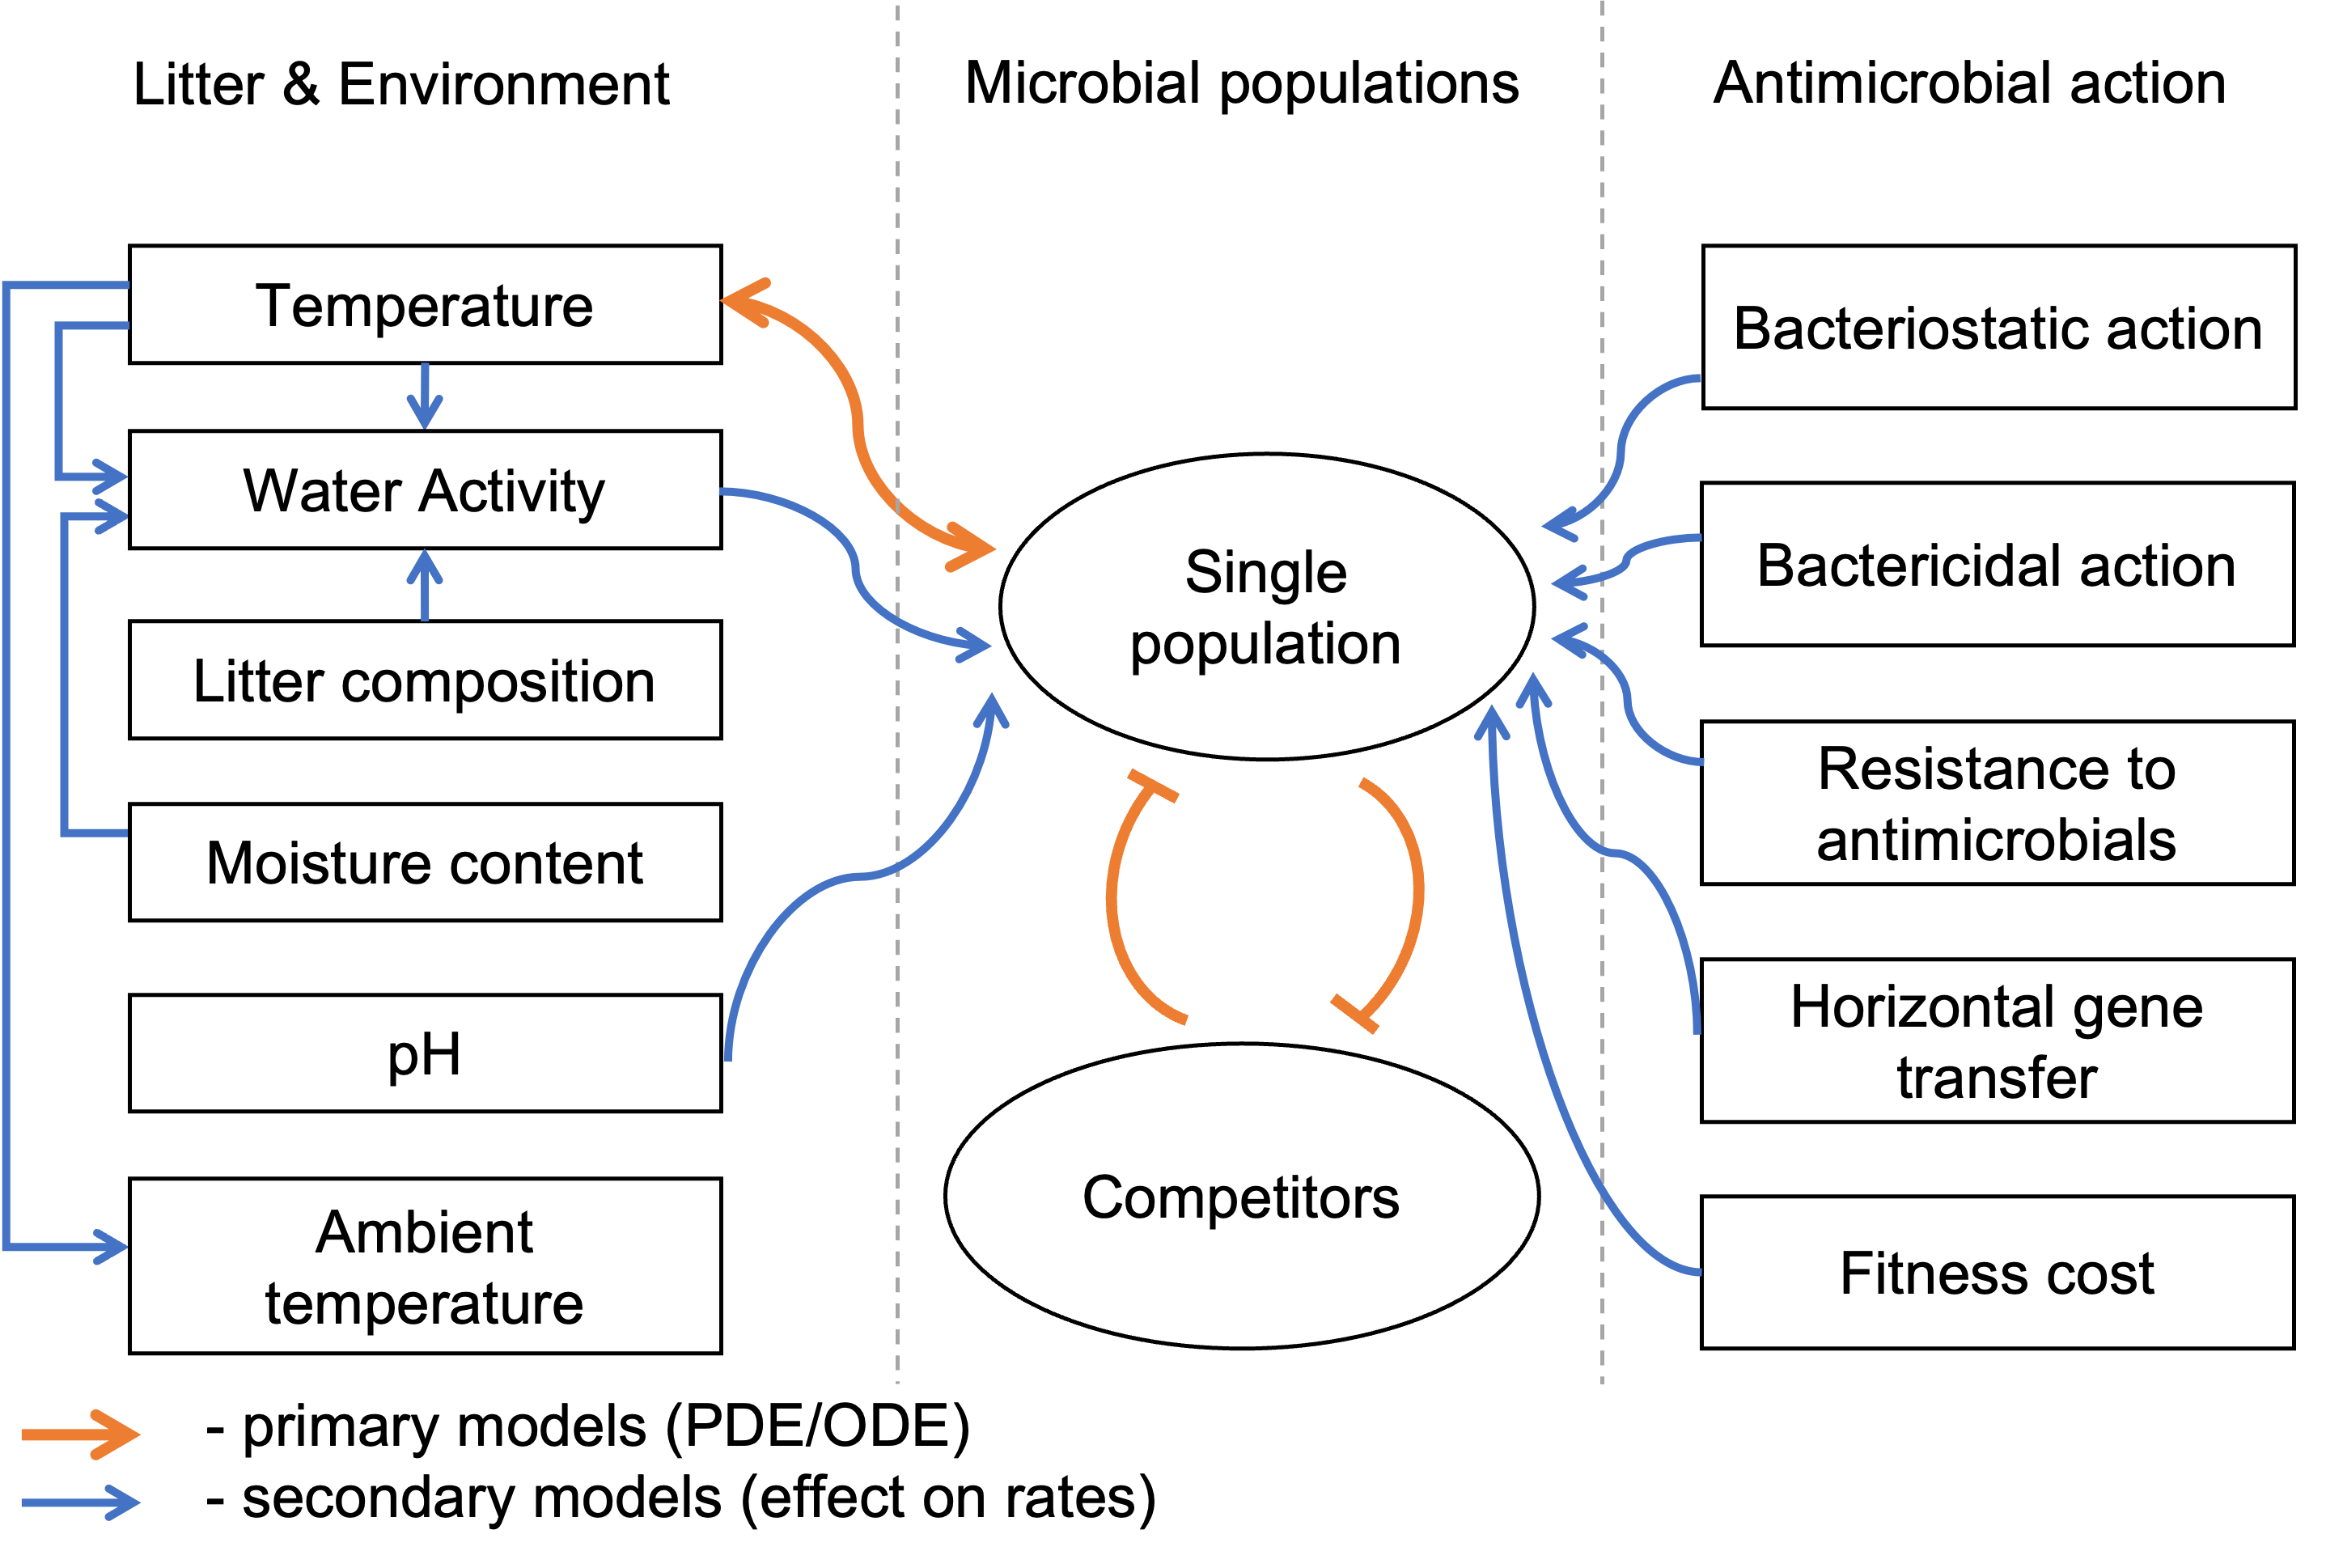 Litter & Environment
Microbial populations
Antimicrobial action
Temperature
Water Activity
Litter composition
Moisture content
pH
Ambient
temperature
Single
population
Competitors
Bacteriostatic action
Bactericidal action
Resistance to
antimicrobials
Horizontal gene
transfer
Fitness cost
- primary models (PDE/ODE)
- secondary models (effect on rates)